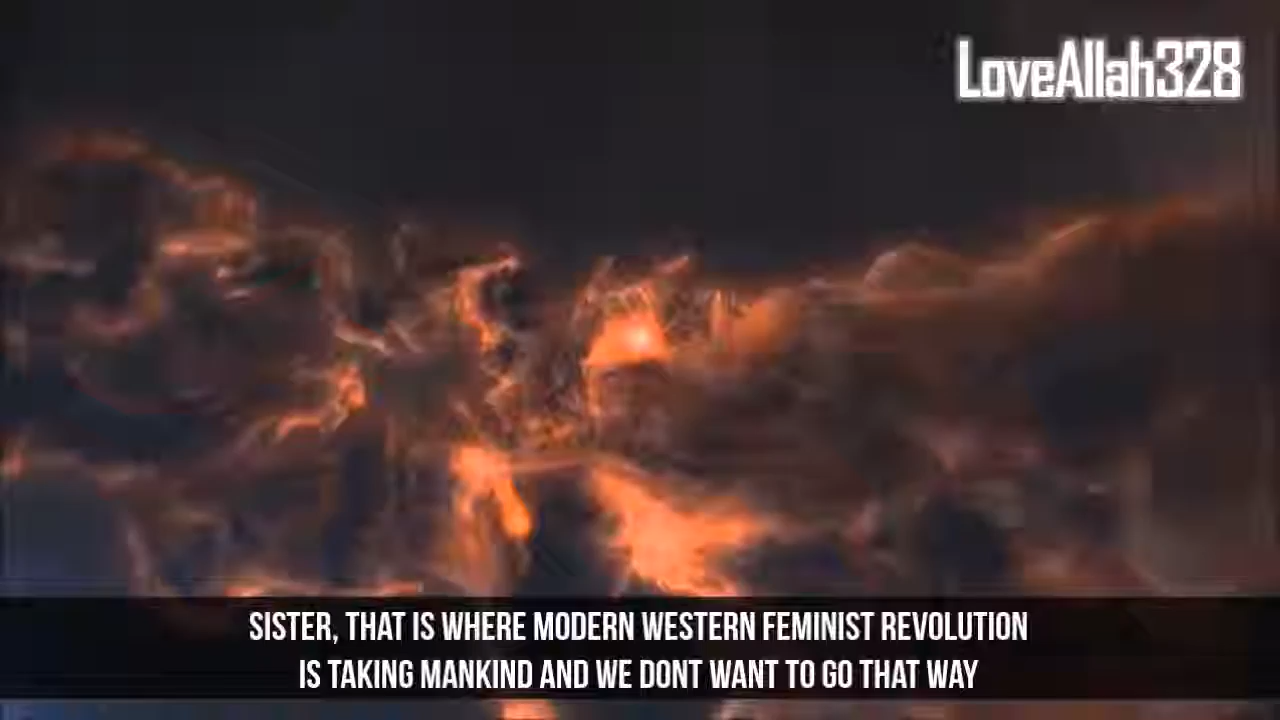 LoveAllah328
SISTER, THAT IS WHERE MODERN WESTERN FEMINIST REVOLUTION
IS TAKING MANKIND AND WE DONT WANT TO GO THAT WAY